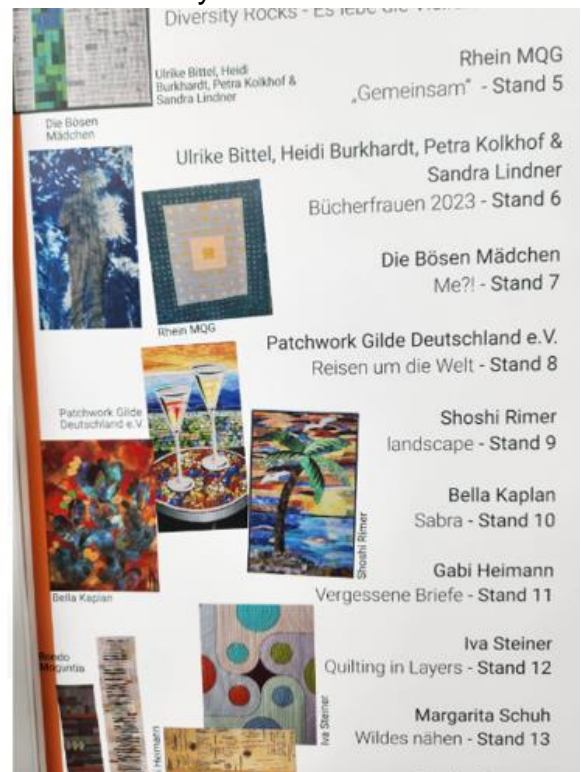 Diversity Rocks - Es lebe die
Ulrike Bittel, Heidi
Burkhardt, Petra Kolkhof &
Sandra Lindner
Rhein MQG
„Gemeinsam“ - Stand 5
Die Bösen
Mädchen
Ulrike Bittel, Heidi Burkhardt, Petra Kolkhof &
Sandra Lindner
Bücherfrauen 2023 - Stand 6
Die Bösen Mädchen
Me?! - Stand 7
Rhein MQG
Patchwork Gilde Deutschland e.V.
Reisen um die Welt - Stand 8
Patchwork Gilde
Deutschland e.V.
Shoshi Rimer
landscape - Stand 9
Shoshi Rimer
Bella Kaplan
Sabra - Stand 10
Bella Kaplan
Gabi Heimann
Vergessene Briefe - Stand 11
Iva Steiner
Quilting in Layers - Stand 12
Rondo
Moguntia
Heimann
Iva Steiner
Margarita Schuh
Wildes nähen - Stand 13